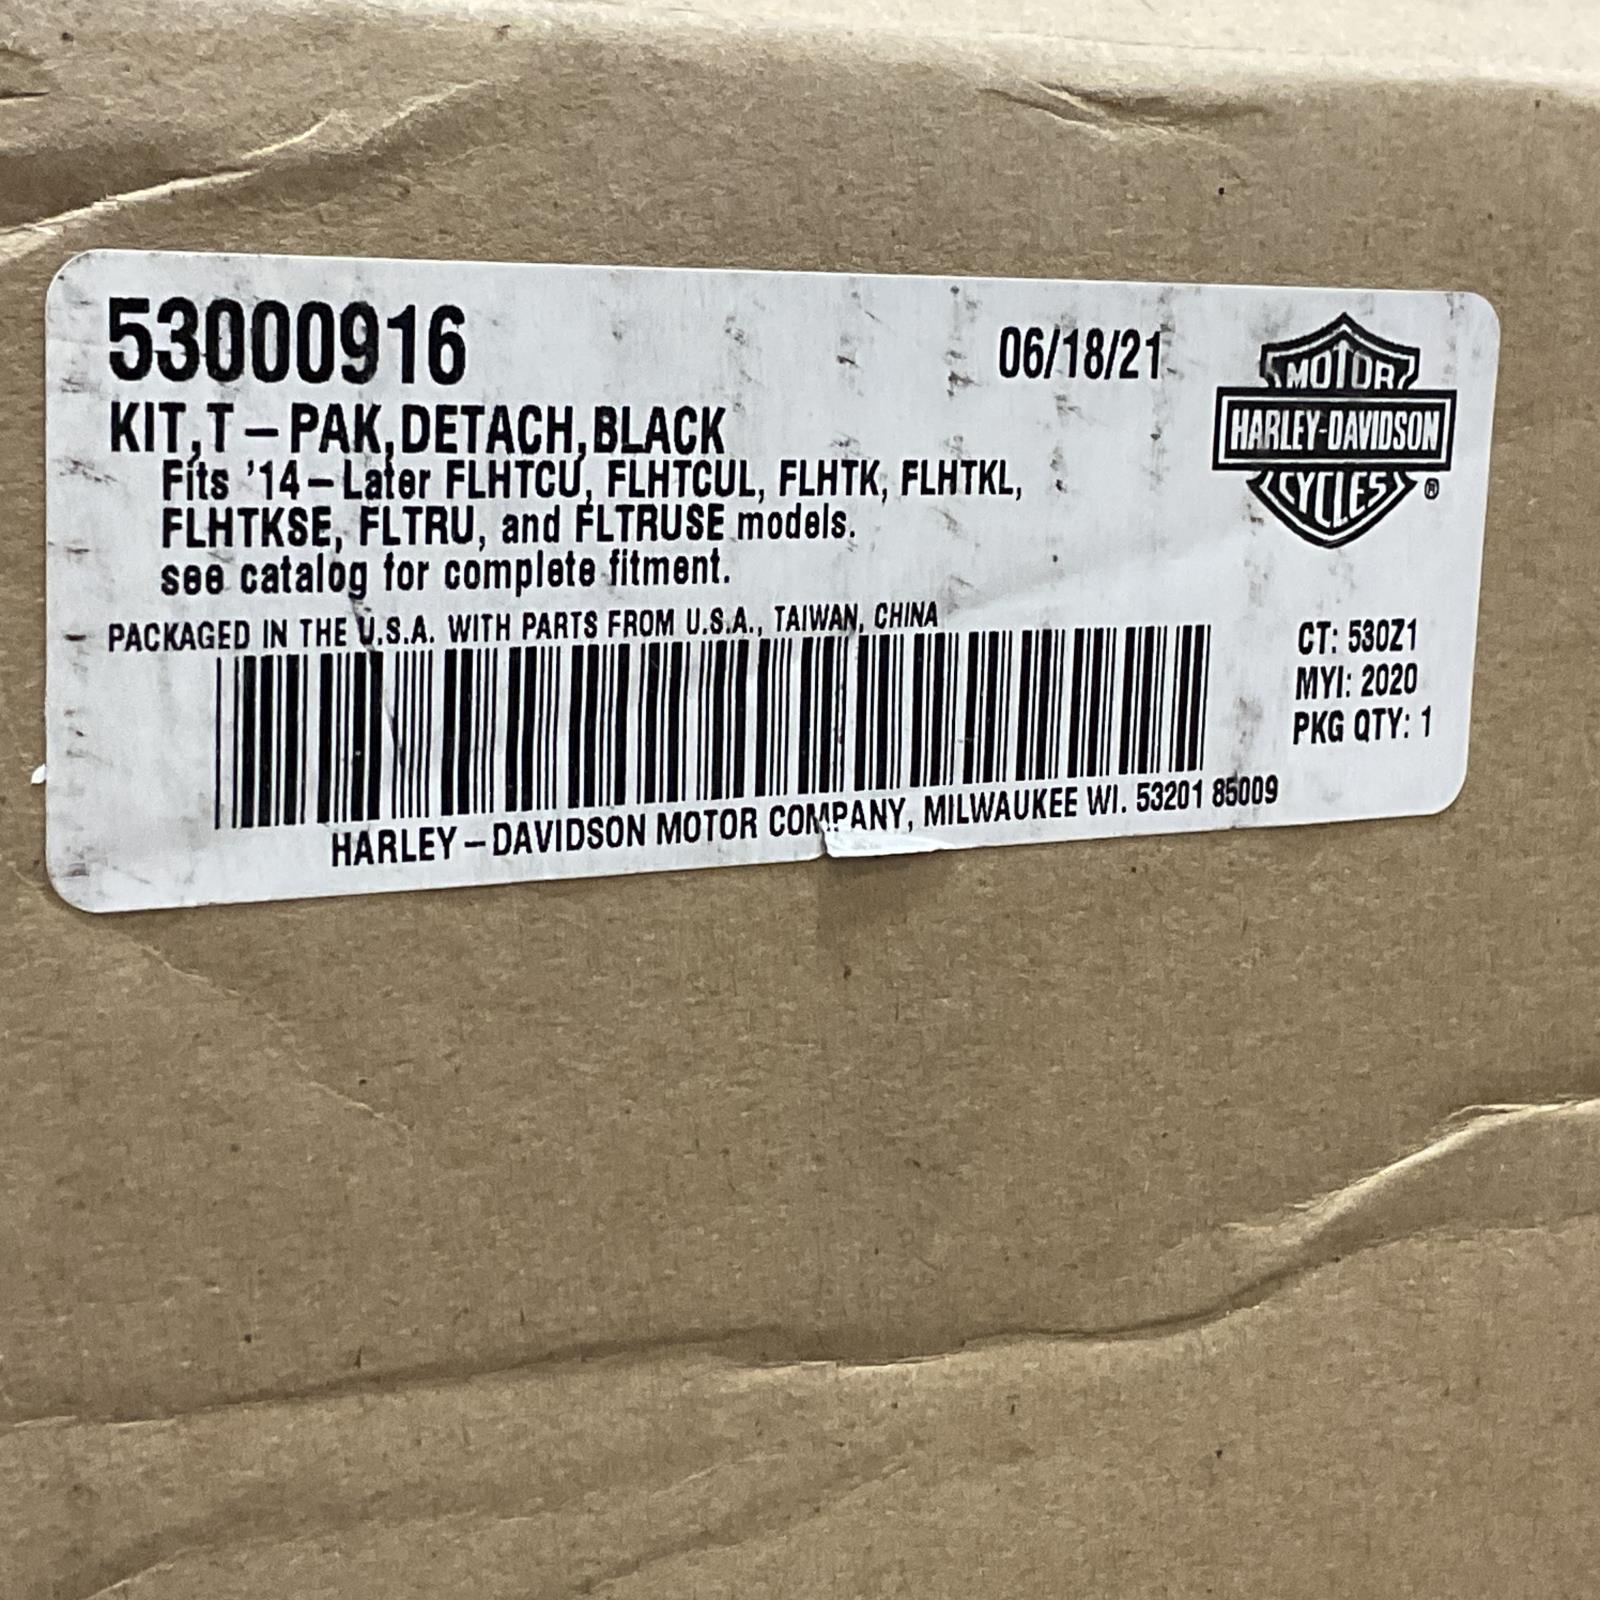 53000916
06/18/21
KIT,T-PAK,DETACH,BLACK
Fits '14-Later FLHTCU, FLHTCUL, FLHTK, FLHTKL,
FLHTKSE, FLTRU, and FLTRUSE models.
see catalog for complete fitment.
PACKAGED IN THE U.S.A. WITH PARTS FROM U.S.A., TAIWAN, CHINA
HARLEY-DAVIDSON MOTOR COMPANY, MILWAUKEE WI. 53201 85009
MOTOR
HARLEY-DAVIDSON
CYCLES ®
CT: 530Z1
MYI: 2020
PKG QTY: 1